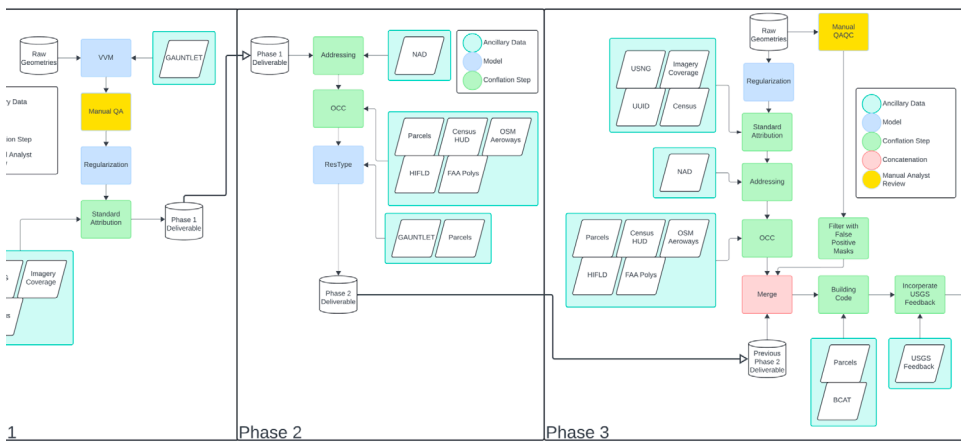 Raw
Geometries
VVM
GAUNTLET
ry Data
on Step
al Analyst
Manual QA
Regularization
Standard
Attribution
Phase 1
Deliverable
Imagery
Coverage
1
Phase 1
Deliverable
Addressing
NAD
Ancillary Data
Model
Conflation Step
OCC
Parcels
Census
HUD
OSM
Aeroways
HIFLD
FAA Polys
ResType
GAUNTLET
Parcels
Phase 2
Deliverable
Phase 2
Raw
Geometries
Manual
QAQC
USNG
Imagery
Coverage
UUID
Census
Regularization
Ancillary Data
Model
Conflation Step
Concatenation
Manual Analyst
Review
Standard
Attribution
NAD
Addressing
Parcels
Census
HUD
OSM
Aeroways
HIFLD
FAA Polys
OCC
Filter with
False
Positive
Masks
Merge
Building
Code
Incorperate
USGS
Feedback
Previous
Phase 2
Deliverable
Parcels
BCAT
USGS
Feedback
Phase 3